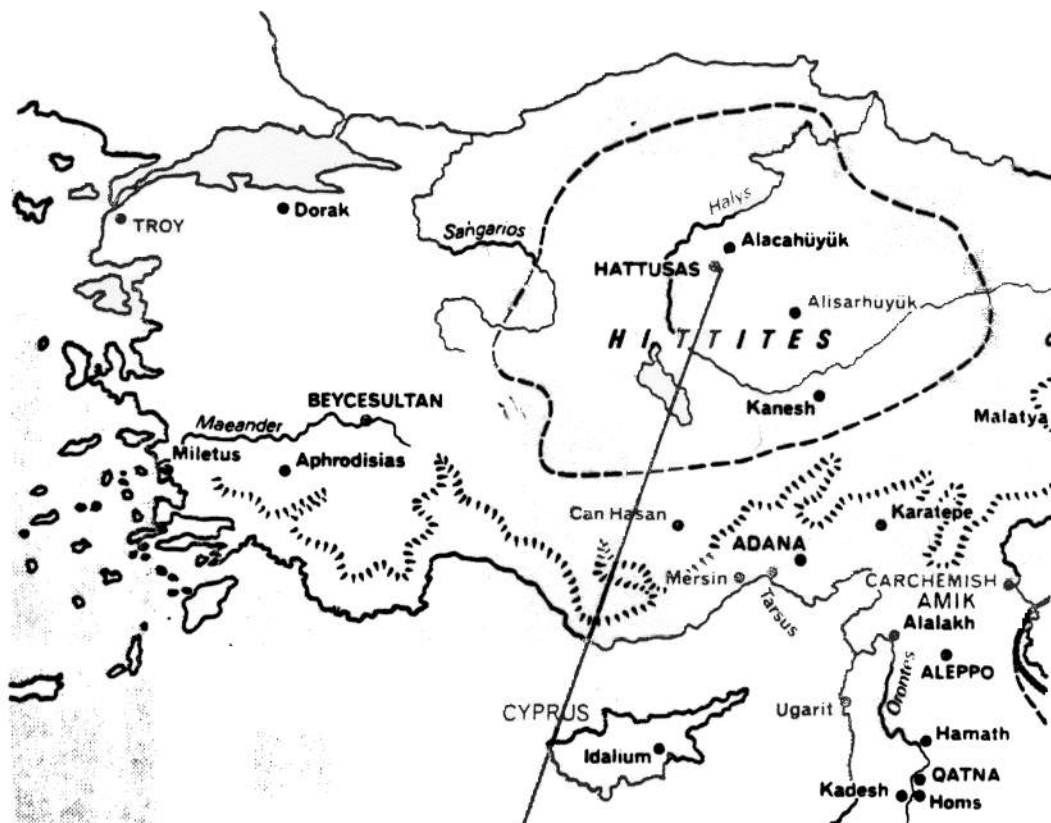 Halys
Dorak
TROY
Sangarios
Alacahüyük
HATTUSAS
Alisarhüyük
HITTITES
BEYCESULTAN
Kanesh
Malatya
Maeander
Miletus
Aphrodisias
Can Hasan
Karatepe
ADANA
Mersin
CARCHEMISH
Tarsus
AMIK
Alalakh
ALEPPO
Orontes
CYPRUS
Ugarit
Idalium
Hamath
QATNA
Kadesh
Homs